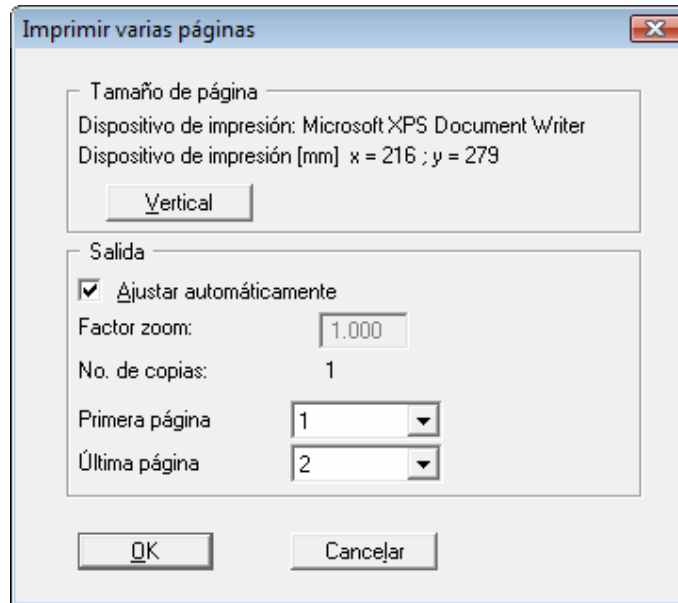 Imprimir varias páginas
Tamaño de página
Dispositivo de impresión: Microsoft XPS Document Writer
Dispositivo de impresión [mm] x = 216 ; y = 279
Vertical
Salida
Ajustar automáticamente
Factor zoom: 1.000
No. de copias: 1
Primera página 1
Última página 2
OK Cancelar